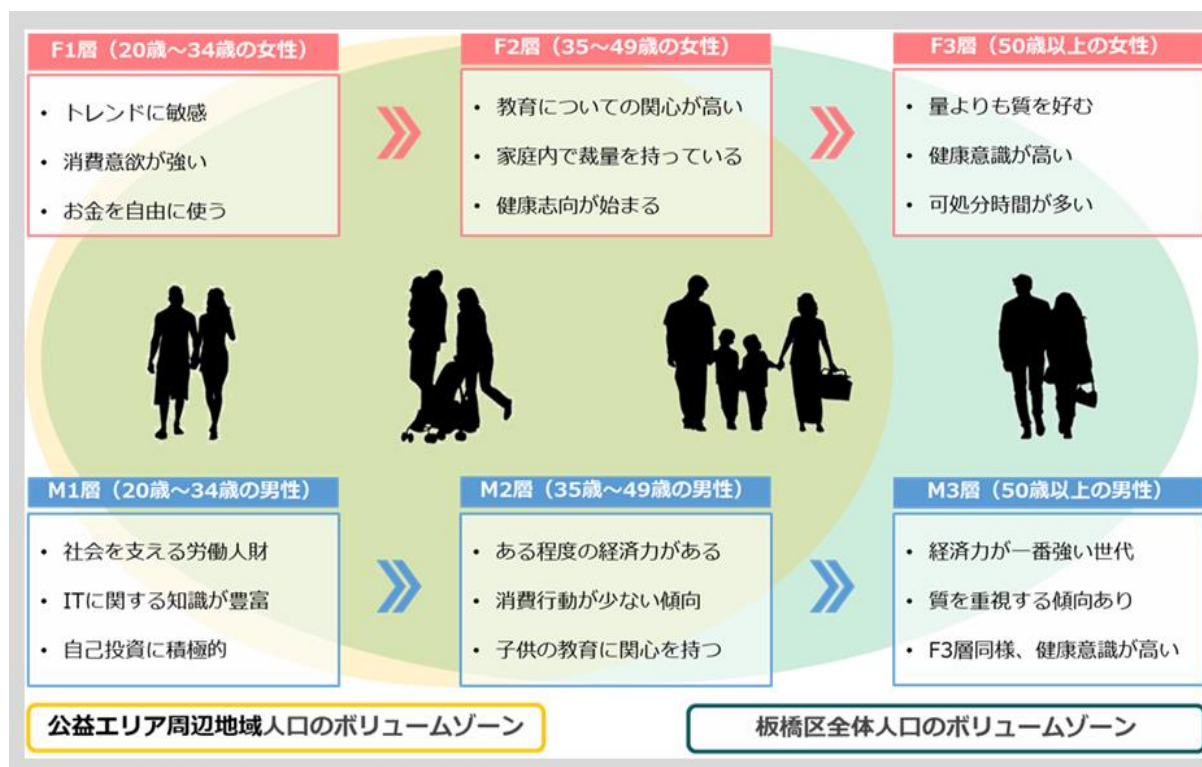 F1層（20歳～34歳の女性）
・ トレンドに敏感
・ 消費意欲が強い
・ お金を自由に使う
F2層（35～49歳の女性）
・ 教育についての関心が高い
・ 家庭内で裁量を持っている
・ 健康志向が始まる
F3層（50歳以上の女性）
・ 量よりも質を好む
・ 健康意識が高い
・ 可処分時間が多い
M1層（20歳～34歳の男性）
・ 社会を支える労働人財
・ ITに関する知識が豊富
・ 自己投資に積極的
M2層（35歳～49歳の男性）
・ ある程度の経済力がある
・ 消費行動が少ない傾向
・ 子供の教育に関心を持つ
M3層（50歳以上の男性）
・ 経済力が一番強い世代
・ 質を重視する傾向あり
・ F3層同様、健康意識が高い
公益エリア周辺地域人口のボリュームゾーン
板橋区全体人口のボリュームゾーン